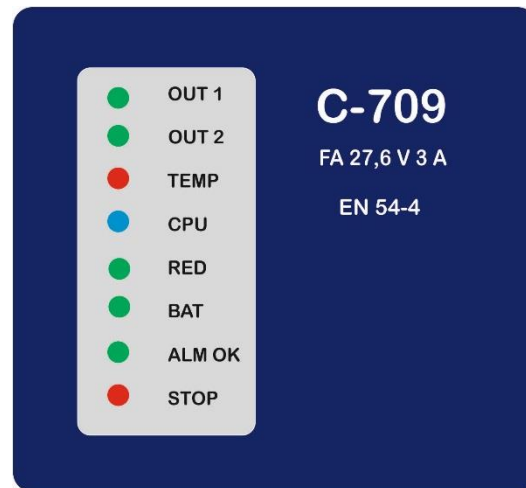 OUT 1
OUT 2
TEMP
CPU
RED
BAT
ALM OK
STOP
C-709
FA 27,6 V 3 A
EN 54-4